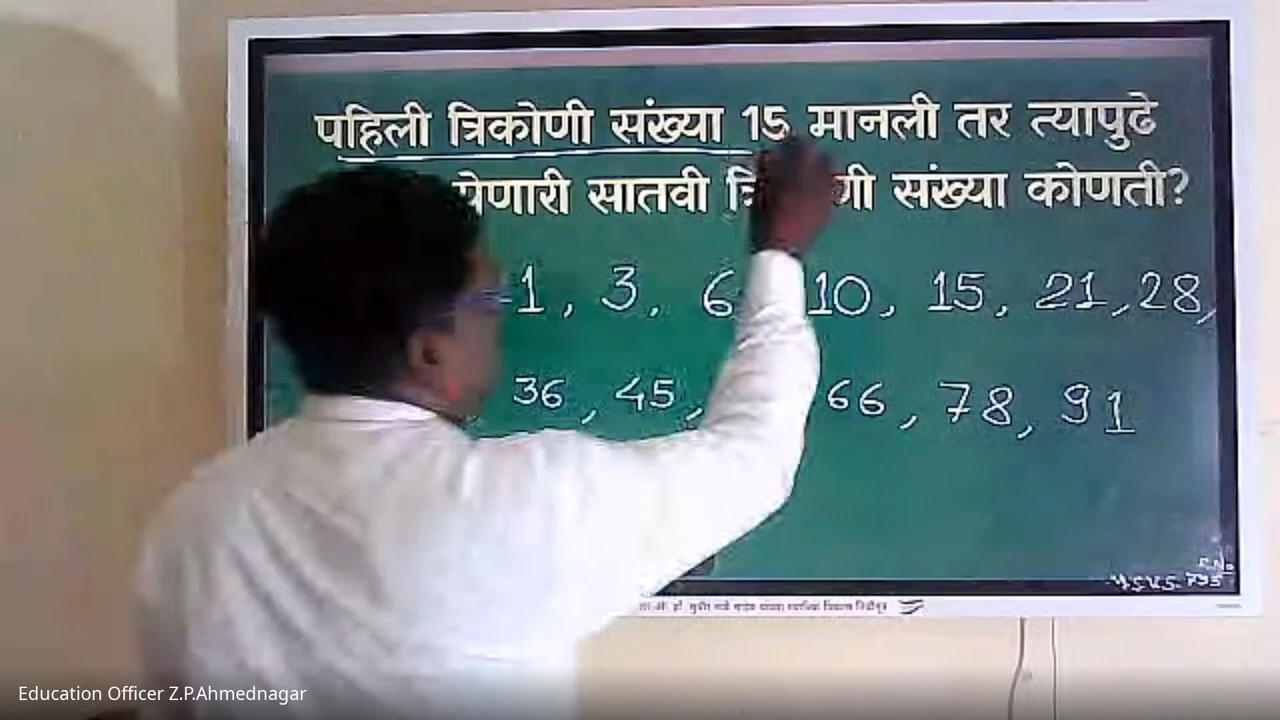 पहिली त्रिकोणी संख्या 15 मानली तर त्यापुढे
येणारी सातवी संख्या कोणती?
1, 3, 6 10, 15, 21, 28,
36, 45, 66, 78, 91
Education Officer Z.P.Ahmednagar